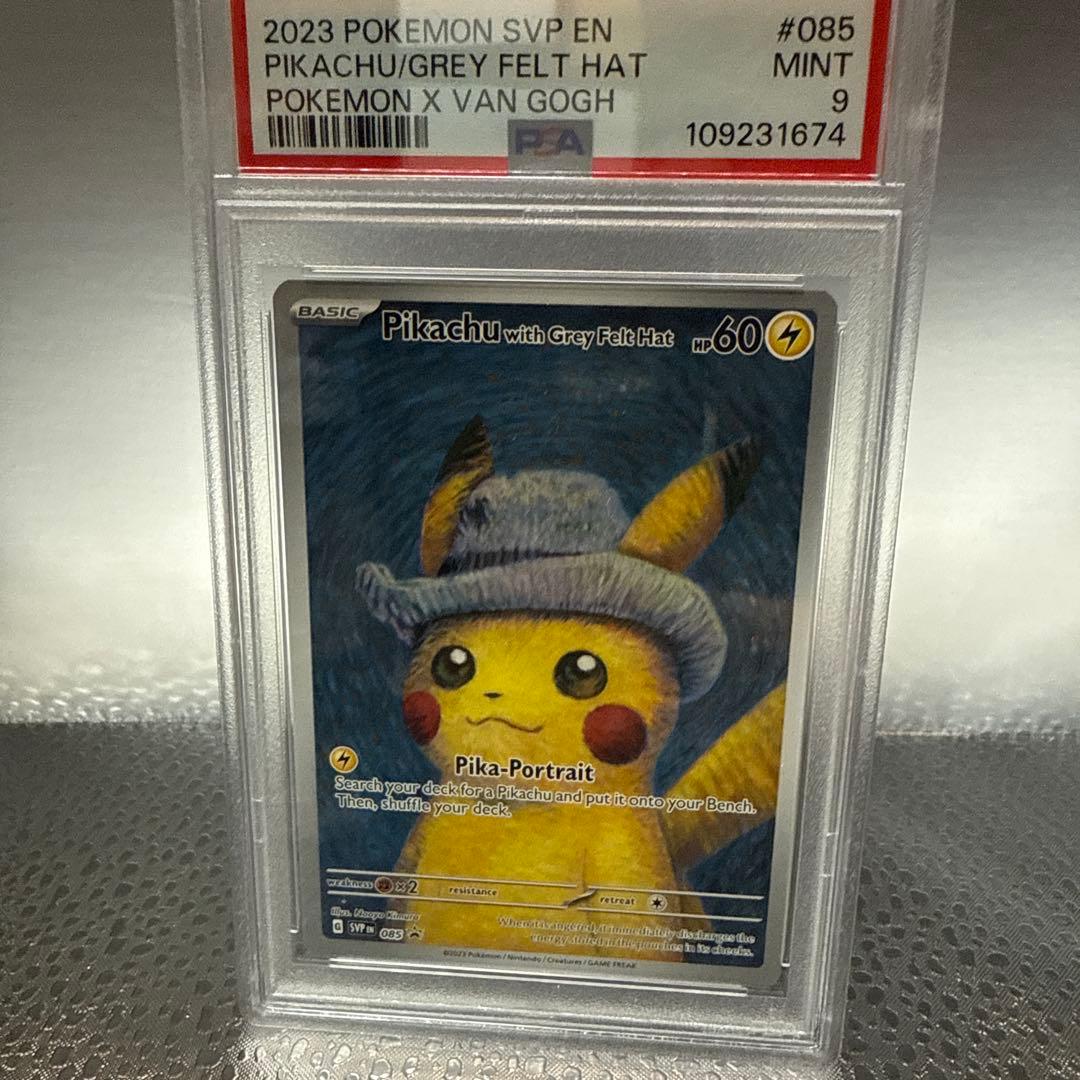 2023 POKEMON SVP EN #085
PIKACHU/GREY FELT HAT MINT
POKEMON X VAN GOGH 9
PSA 109231674
BASIC Pikachu with Grey Felt Hat HP60
Pika-Portrait
Search your deck for a Pikachu and put it onto your Bench.
Then, shuffle your deck.
weakness ×2 resistance retreat
Illus. Naoyo Kimura
When it is angered, it immediately discharges the
energy stored in the pouches in its cheeks.
G SVP EN 085
©2023 Pokémon / Nintendo / Creatures / GAME FREAK